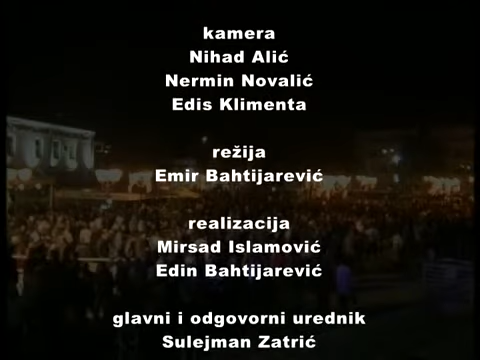 kamera
Nihad Alić
Nermin Novalić
Edis Klimenta
režija
Emir Bahtijarević
realizacija
Mirsad Islamović
Edin Bahtijarević
glavni i odgovorni urednik
Sulejman Zatrić